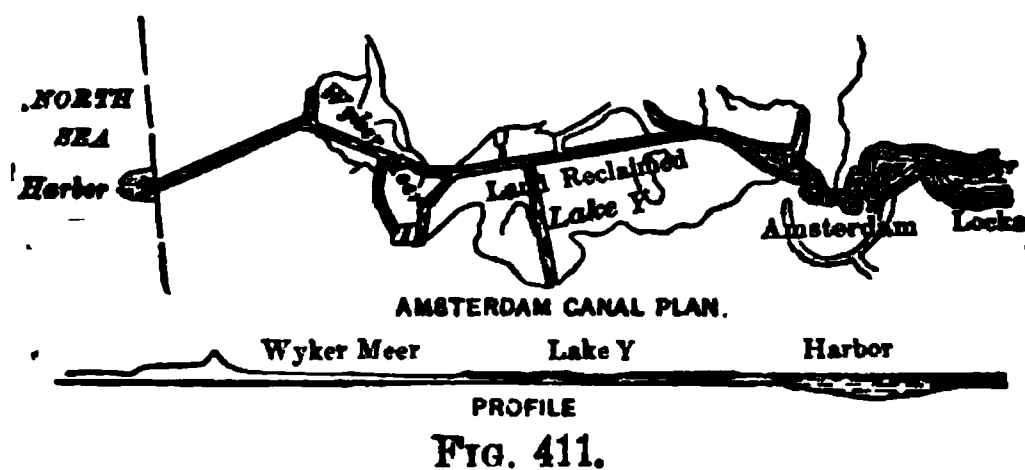 NORTH
SEA
Harbor
Land Reclaimed
Lake Y
Amsterdam
Locks
AMSTERDAM CANAL PLAN.
Wyker Meer
Lake Y
Harbor
PROFILE
FIG. 411.